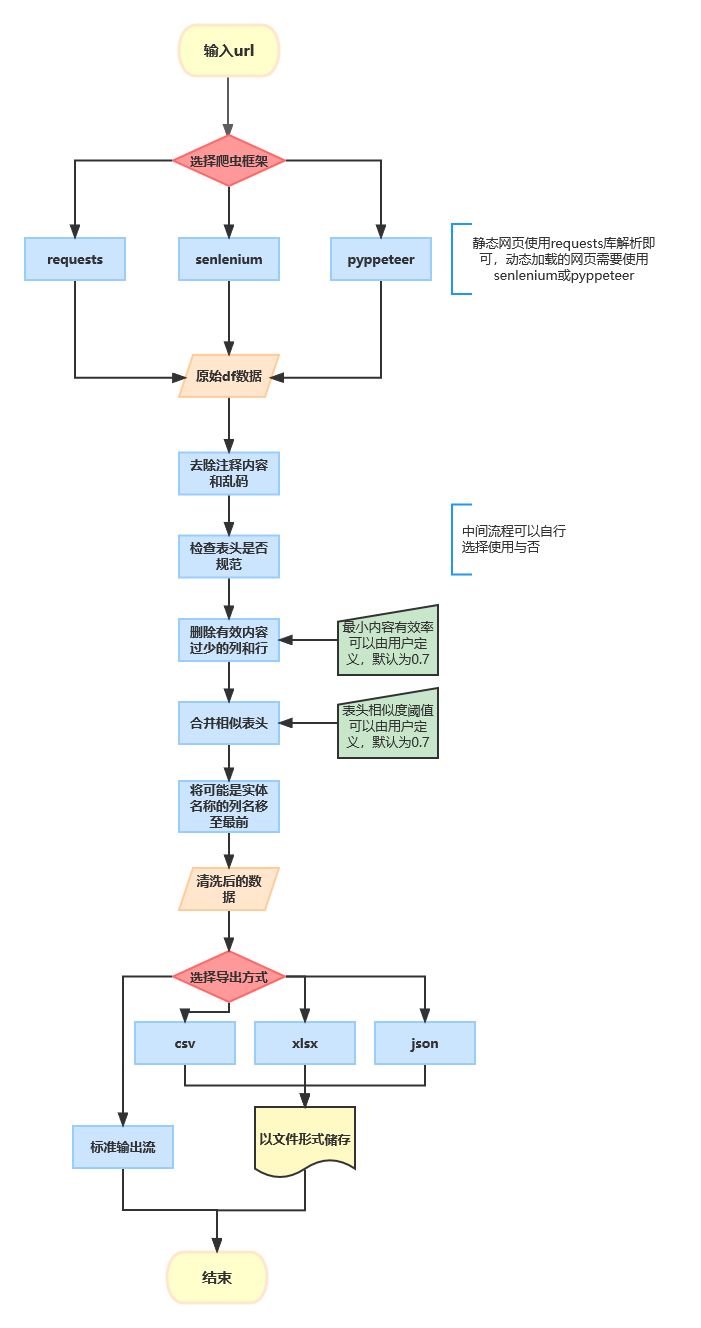 输入url
选择爬虫框架
requests
senlenium
pyppeteer
静态网页使用requests库解析即
可，动态加载的网页需要使用
senlenium或pyppeteer
原始df数据
去除注释内容
和乱码
检查表头是否
规范
中间流程可以自行
选择使用与否
删除有效内容
过少的列和行
最小内容有效率
可以由用户定
义，默认为0.7
合并相似表头
表头相似度阈值
可以由用户定
义，默认为0.7
将可能是实体
名称的列名移
至最前
清洗后的数
据
选择导出方式
csv
xlsx
json
标准输出流
以文件形式储存
结束